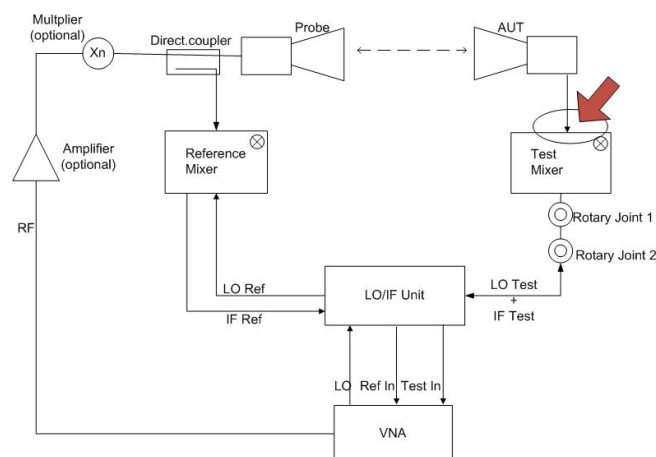 Multplier
(optional)
Xn
Direct.coupler
Probe
AUT
Amplifier
(optional)
Reference
Mixer
Test
Mixer
Rotary Joint 1
Rotary Joint 2
RF
LO Ref
IF Ref
LO/IF Unit
LO Test
+
IF Test
LO
Ref In
Test In
VNA